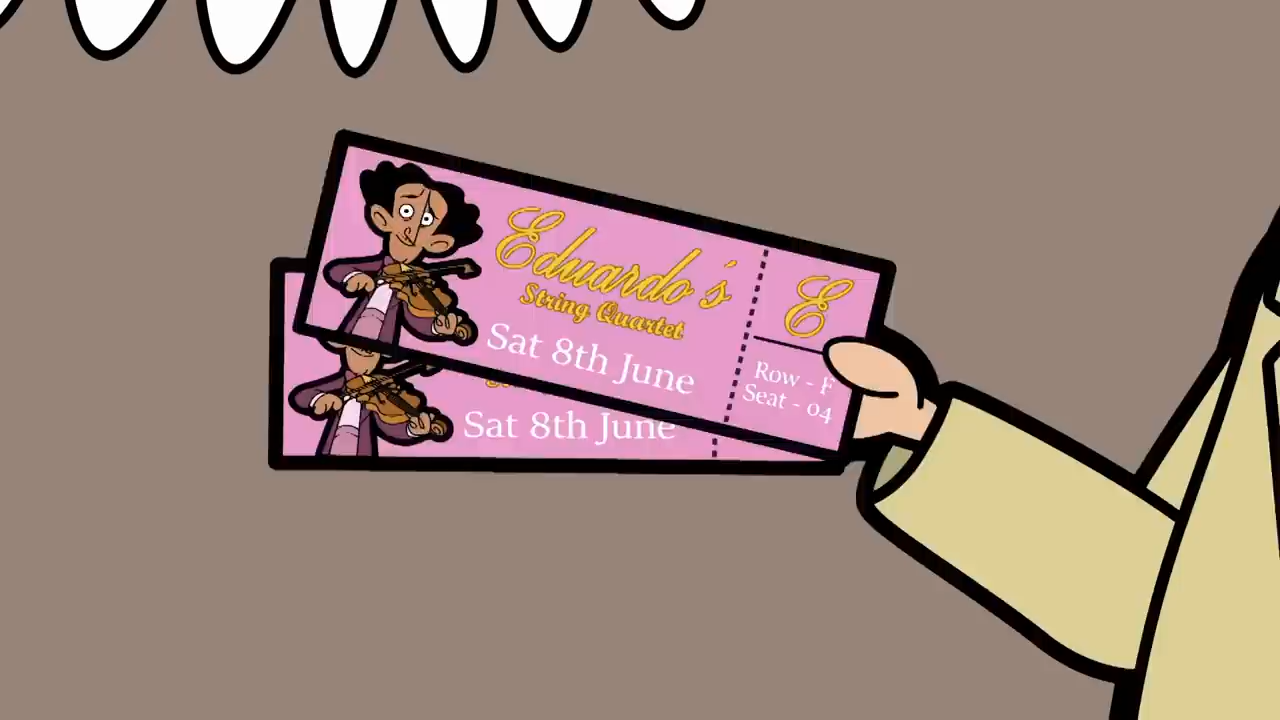 Eduardo's
String Quartet
Sat 8th June
E
Row - F
Seat - 04
Sat 8th June